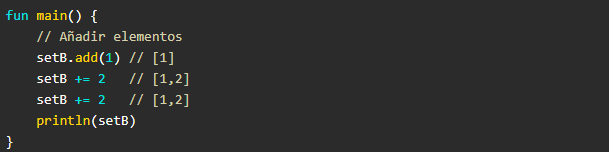 fun main() {
    // Añadir elementos
    setB.add(1) // [1]
    setB += 2   // [1,2]
    setB += 2   // [1,2]
    println(setB)
}